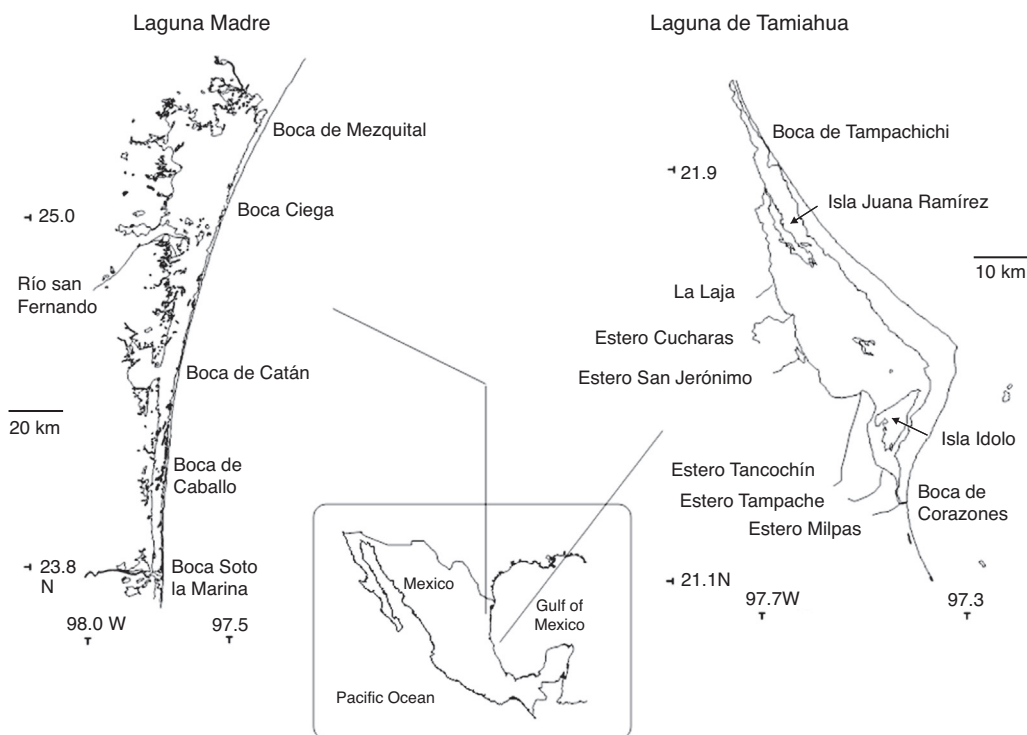 Laguna Madre
Boca de Mezquital
Boca Ciega
25.0
Río san
Fernando
Boca de Catán
20 km
Boca de
Caballo
23.8
N
Boca Soto
la Marina
98.0 W
97.5
Laguna de Tamiahua
Boca de Tampachichi
21.9
Isla Juana Ramírez
10 km
La Laja
Estero Cucharas
Estero San Jerónimo
Isla Idolo
Estero Tancochín
Estero Tampache
Estero Milpas
Boca de
Corazones
21.1N
97.7W
97.3
Mexico
Gulf of
Mexico
Pacific Ocean